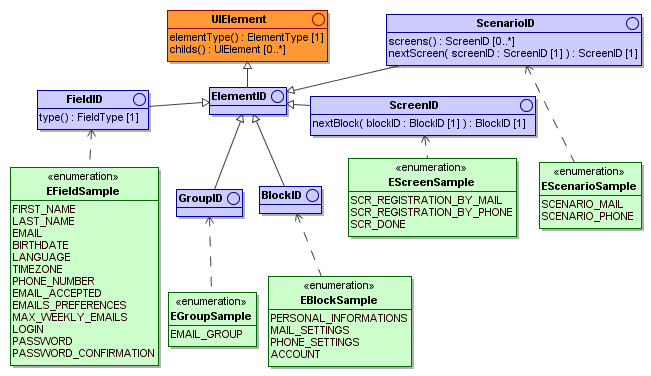 UIElement
elementType() : ElementType [1]
childs() : UIElement [0..*]
ScenarioID
screens() : ScreenID [0..*]
nextScreen( screenID : ScreenID [1] ) : ScreenID [1]
FieldID
type() : FieldType [1]
ElementID
ScreenID
nextBlock( blockID : BlockID [1] ) : BlockID [1]
«enumeration»
EFieldSample
FIRST_NAME
LAST_NAME
EMAIL
BIRTHDATE
LANGUAGE
TIMEZONE
PHONE_NUMBER
EMAIL_ACCEPTED
EMAILS_PREFERENCES
MAX_WEEKLY_EMAILS
LOGIN
PASSWORD
PASSWORD_CONFIRMATION
GroupID
BlockID
«enumeration»
EScreenSample
SCR_REGISTRATION_BY_MAIL
SCR_REGISTRATION_BY_PHONE
SCR_DONE
«enumeration»
EScenarioSample
SCENARIO_MAIL
SCENARIO_PHONE
«enumeration»
EGroupSample
EMAIL_GROUP
«enumeration»
EBlockSample
PERSONAL_INFORMATIONS
MAIL_SETTINGS
PHONE_SETTINGS
ACCOUNT